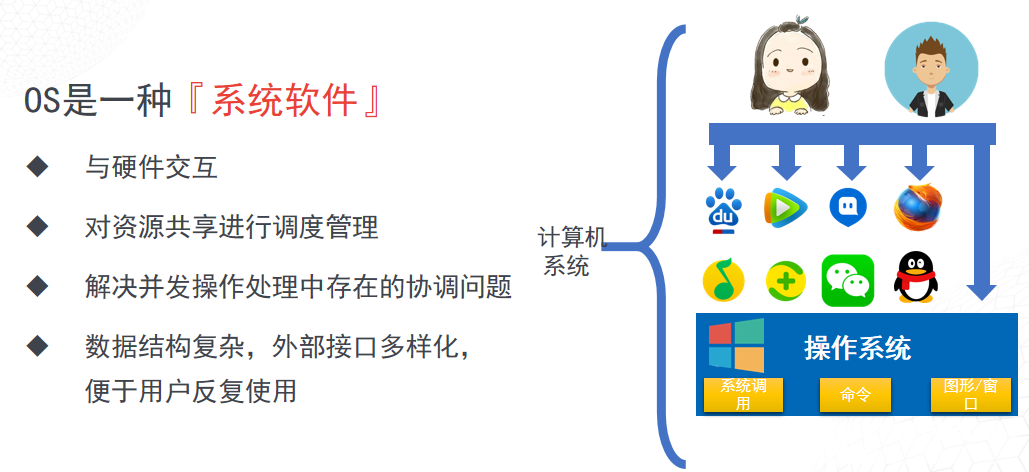 OS是一种『系统软件』
◆ 与硬件交互
◆ 对资源共享进行调度管理
◆ 解决并发操作处理中存在的协调问题
◆ 数据结构复杂，外部接口多样化，
便于用户反复使用
计算机
系统
du
操作系统
系统调
用
命令
图形/窗
口